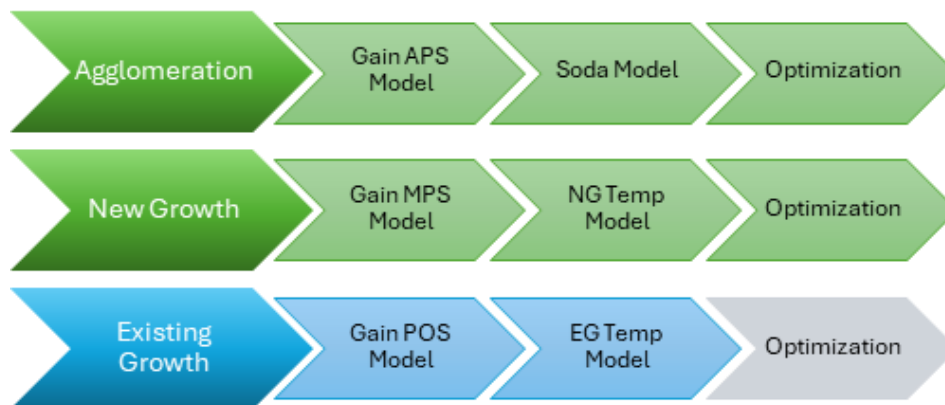 Agglomeration
Gain APS
Model
Soda Model
Optimization
New Growth
Gain MPS
Model
NG Temp
Model
Optimization
Existing
Growth
Gain POS
Model
EG Temp
Model
Optimization